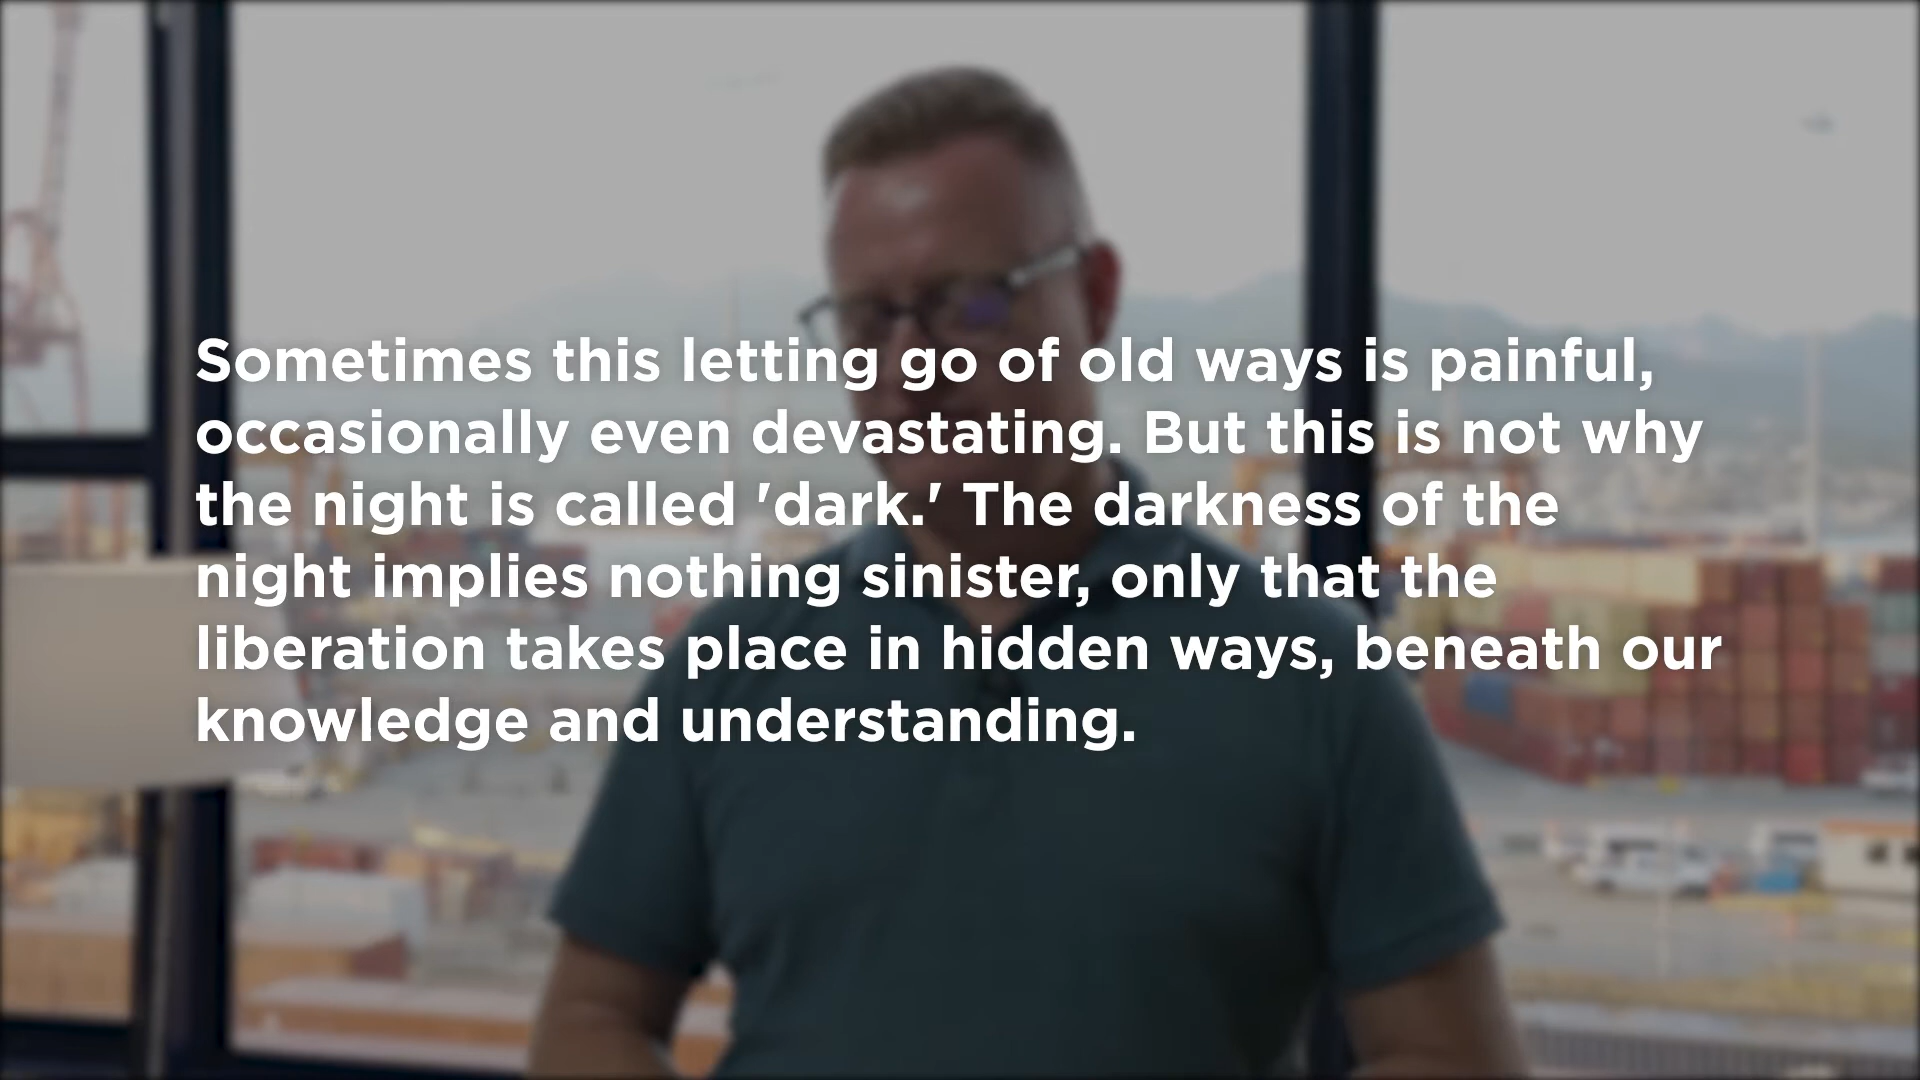 Sometimes this letting go of old ways is painful,
occasionally even devastating. But this is not why
the night is called 'dark.' The darkness of the
night implies nothing sinister, only that the
liberation takes place in hidden ways, beneath our
knowledge and understanding.